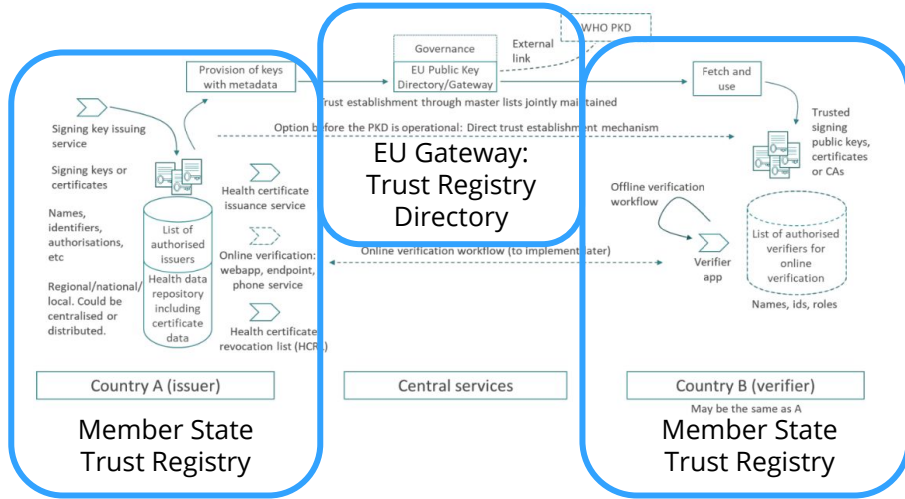 WHO PKD
Governance
EU Public Key
Directory/Gateway
External
link
Provision of keys
with metadata
Fetch and
use
Trust establishment through master lists jointly maintained
Signing key issuing
service
Option before the PKD is operational: Direct trust establishment mechanism
Trusted
signing
public keys,
certificates
or CAs
EU Gateway:
Trust Registry
Directory
Signing keys or
certificates
Health certificate
issuance service
Offline verification
workflow
Names,
identifiers,
authorisations,
etc
List of
authorised
issuers
Online verification:
webapp, endpoint,
phone service
Online verification workflow (to implement later)
Verifier
app
List of authorised
verifiers for
online
verification
Names, ids, roles
Regional/national/
local. Could be
centralised or
distributed.
Health data
repository
including
certificate
data
Health certificate
revocation list (HCRL)
Country A (issuer)
Central services
Country B (verifier)
May be the same as A
Member State
Trust Registry
Member State
Trust Registry